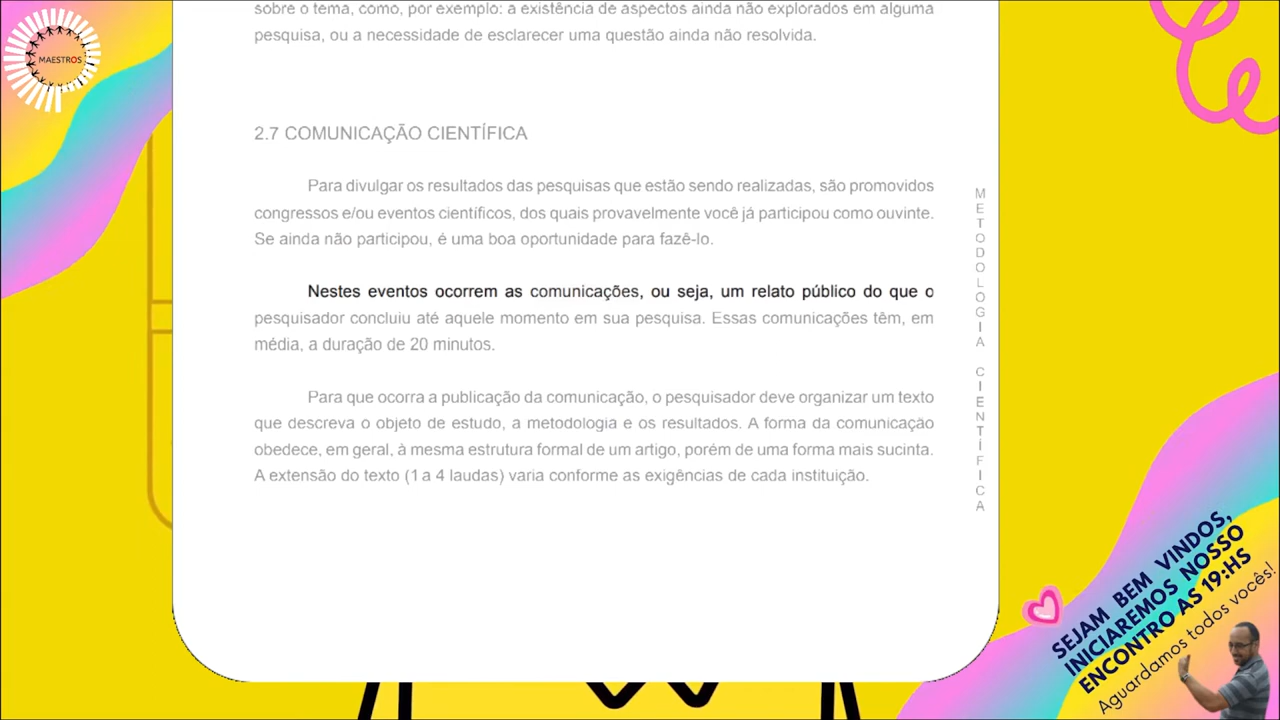 MAESTROS
sobre o tema, como, por exemplo: a existência de aspectos ainda não explorados em alguma
pesquisa, ou a necessidade de esclarecer uma questão ainda não resolvida.
2.7 COMUNICAÇÃO CIENTÍFICA
Para divulgar os resultados das pesquisas que estão sendo realizadas, são promovidos
congressos e/ou eventos científicos, dos quais provavelmente você já participou como ouvinte.
Se ainda não participou, é uma boa oportunidade para fazê-lo.
Nestes eventos ocorrem as comunicações, ou seja, um relato público do que o
pesquisador concluiu até aquele momento em sua pesquisa. Essas comunicações têm, em
média, a duração de 20 minutos.
Para que ocorra a publicação da comunicação, o pesquisador deve organizar um texto
que descreva o objeto de estudo, a metodologia e os resultados. A forma da comunicação
obedece, em geral, à mesma estrutura formal de um artigo, porém de uma forma mais sucinta.
A extensão do texto (1 a 4 laudas) varia conforme as exigências de cada instituição.
METODOLOGIA CIENTÍFICA
SEJAM BEM VINDOS,
INICIAREMOS NOSSO
ENCONTRO AS 19:HS
Aguardamos todos vocês!